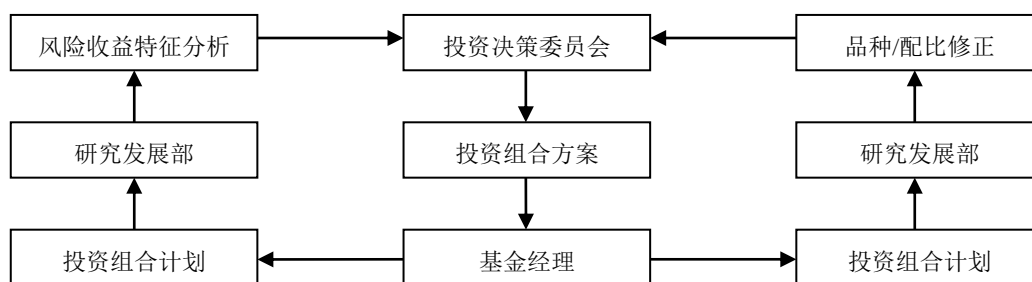 风险收益特征分析
投资决策委员会
品种/配比修正
研究发展部
投资组合方案
研究发展部
投资组合计划
基金经理
投资组合计划